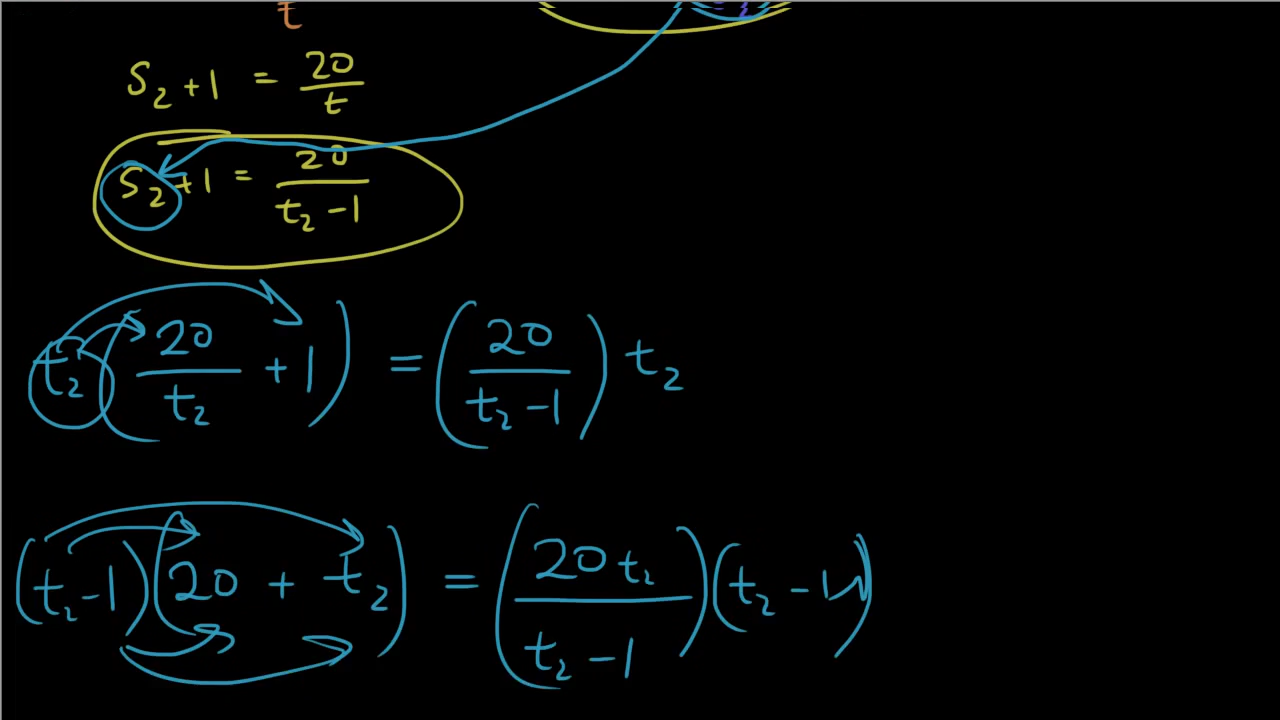 t
S₂ + 1 = 20/t
S₂ + 1 = 20/(t₂ - 1)
t₂ (20/t₂ + 1) = (20/(t₂ - 1)) t₂
(t₂ - 1)(20 + t₂) = (20t₂/(t₂ - 1))(t₂ - 1)